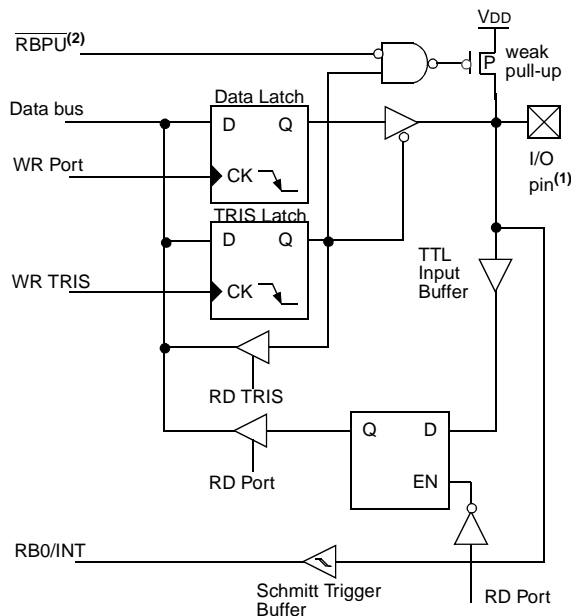 VDD
RBPU(2)
P
weak
pull-up
Data bus
Data Latch
D Q
WR Port
CK
I/O
pin(1)
TRIS Latch
D Q
TTL
Input
Buffer
WR TRIS
CK
RD TRIS
Q D
RD Port
EN
RB0/INT
Schmitt Trigger
Buffer
RD Port